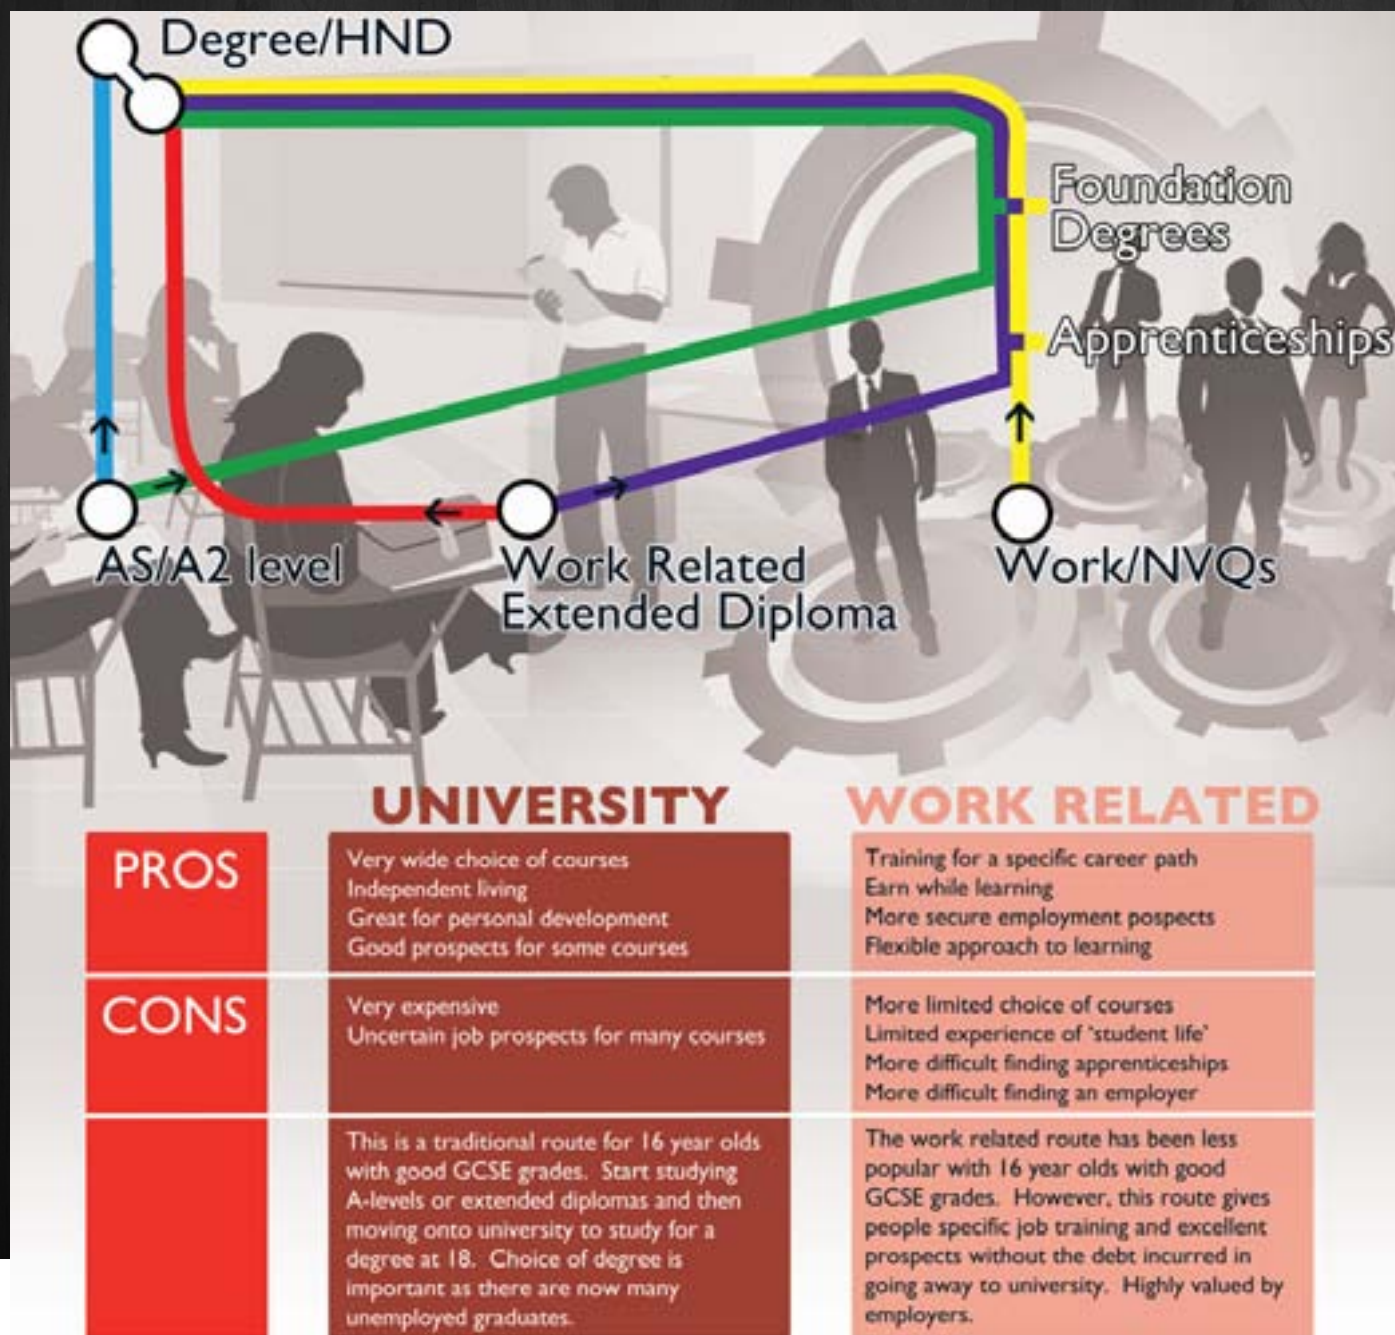 Degree/HND
Foundation
Degrees
Apprenticeships
AS/A2 level
Work Related
Extended Diploma
Work/NVQs
UNIVERSITY
WORK RELATED
PROS
Very wide choice of courses
Independent living
Great for personal development
Good prospects for some courses
Training for a specific career path
Earn while learning
More secure employment pospects
Flexible approach to learning
CONS
Very expensive
Uncertain job prospects for many courses
More limited choice of courses
Limited experience of 'student life'
More difficult finding apprenticeships
More difficult finding an employer
This is a traditional route for 16 year olds
with good GCSE grades. Start studying
A-levels or extended diplomas and then
moving onto university to study for a
degree at 18. Choice of degree is
important as there are now many
unemployed graduates.
The work related route has been less
popular with 16 year olds with good
GCSE grades. However, this route gives
people specific job training and excellent
prospects without the debt incurred in
going away to university. Highly valued by
employers.